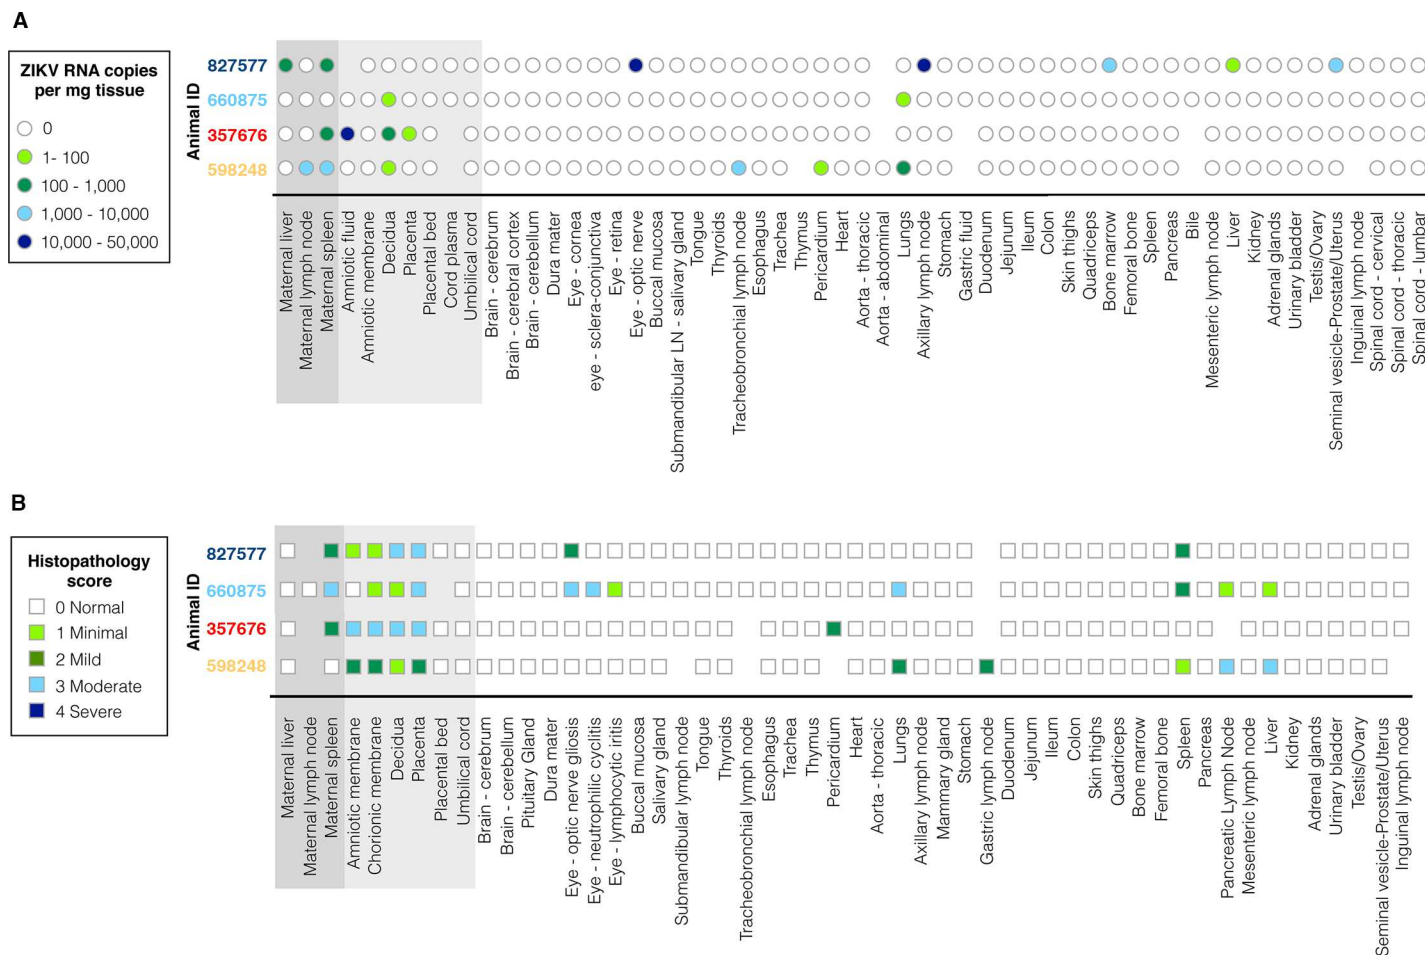 A
ZIKV RNA copies
per mg tissue
0
1- 100
100 - 1,000
1,000 - 10,000
10,000 - 50,000
Animal ID
827577
660875
357676
598248
Maternal liver
Maternal lymph node
Maternal spleen
Amniotic fluid
Amniotic membrane
Decidua
Placenta
Placental bed
Cord plasma
Umbilical cord
Brain - cerebrum
Brain - cerebral cortex
Brain - cerebellum
Dura mater
Eye - cornea
eye - sclera-conjunctiva
Eye - retina
Eye - optic nerve
Buccal mucosa
Submandibular LN - salivary gland
Tongue
Thyroids
Tracheobronchial lymph node
Esophagus
Trachea
Thymus
Pericardium
Heart
Aorta - thoracic
Aorta - abdominal
Lungs
Axillary lymph node
Stomach
Gastric fluid
Duodenum
Jejunum
Ileum
Colon
Skin thighs
Quadriceps
Bone marrow
Femoral bone
Spleen
Pancreas
Bile
Mesenteric lymph node
Liver
Kidney
Adrenal glands
Urinary bladder
Testis/Ovary
Seminal vesicle-Prostate/Uterus
Inguinal lymph node
Spinal cord - cervical
Spinal cord - thoracic
Spinal cord - lumbar
B
Histopathology
score
0 Normal
1 Minimal
2 Mild
3 Moderate
4 Severe
Animal ID
827577
660875
357676
598248
Maternal liver
Maternal lymph node
Maternal spleen
Amniotic membrane
Chorionic membrane
Decidua
Placenta
Placental bed
Umbilical cord
Brain - cerebrum
Brain - cerebellum
Pituitary Gland
Dura mater
Eye - optic nerve gliosis
Eye - neutrophilic cyclitis
Eye - lymphocytic iritis
Buccal mucosa
Salivary gland
Submandibular lymph node
Tongue
Thyroids
Tracheobronchial lymph node
Esophagus
Trachea
Thymus
Pericardium
Heart
Aorta - thoracic
Lungs
Axillary lymph node
Mammary gland
Stomach
Gastric lymph node
Duodenum
Jejunum
Ileum
Colon
Skin thighs
Quadriceps
Bone marrow
Femoral bone
Spleen
Pancreas
Pancreatic Lymph Node
Mesenteric lymph node
Liver
Kidney
Adrenal glands
Urinary bladder
Testis/Ovary
Seminal vesicle-Prostate/Uterus
Inguinal lymph node